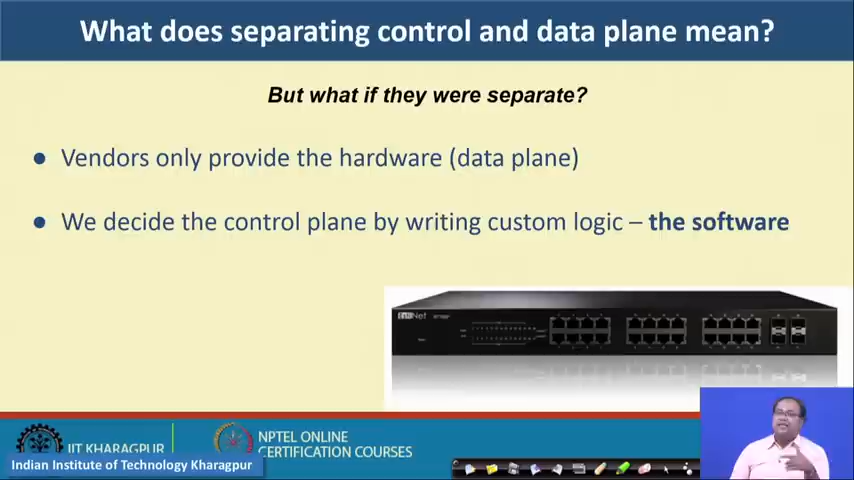 What does separating control and data plane mean?
But what if they were separate?
● Vendors only provide the hardware (data plane)
● We decide the control plane by writing custom logic – the software
IIT KHARAGPUR
NPTEL ONLINE
CERTIFICATION COURSES
Indian Institute of Technology Kharagpur